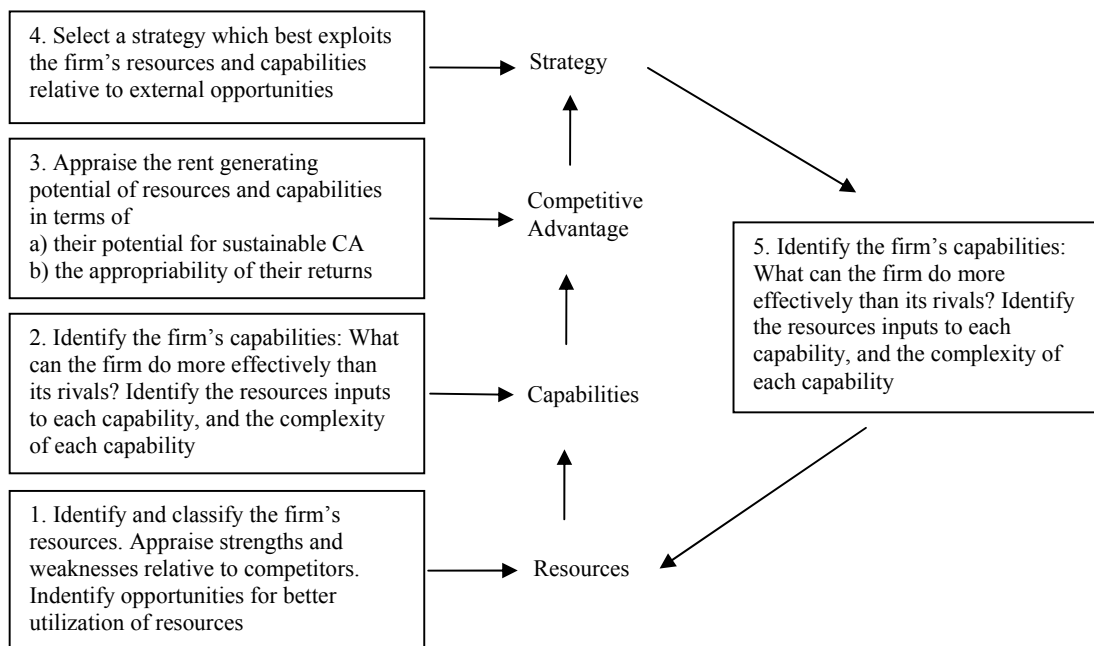 4. Select a strategy which best exploits
the firm's resources and capabilities
relative to external opportunities
Strategy
3. Appraise the rent generating
potential of resources and capabilities
in terms of
a) their potential for sustainable CA
b) the appropriability of their returns
Competitive
Advantage
5. Identify the firm's capabilities:
What can the firm do more
effectively than its rivals? Identify
the resources inputs to each
capability, and the complexity of
each capability
2. Identify the firm's capabilities: What
can the firm do more effectively than
its rivals? Identify the resources inputs
to each capability, and the complexity
of each capability
Capabilities
1. Identify and classify the firm's
resources. Appraise strengths and
weaknesses relative to competitors.
Indentify opportunities for better
utilization of resources
Resources